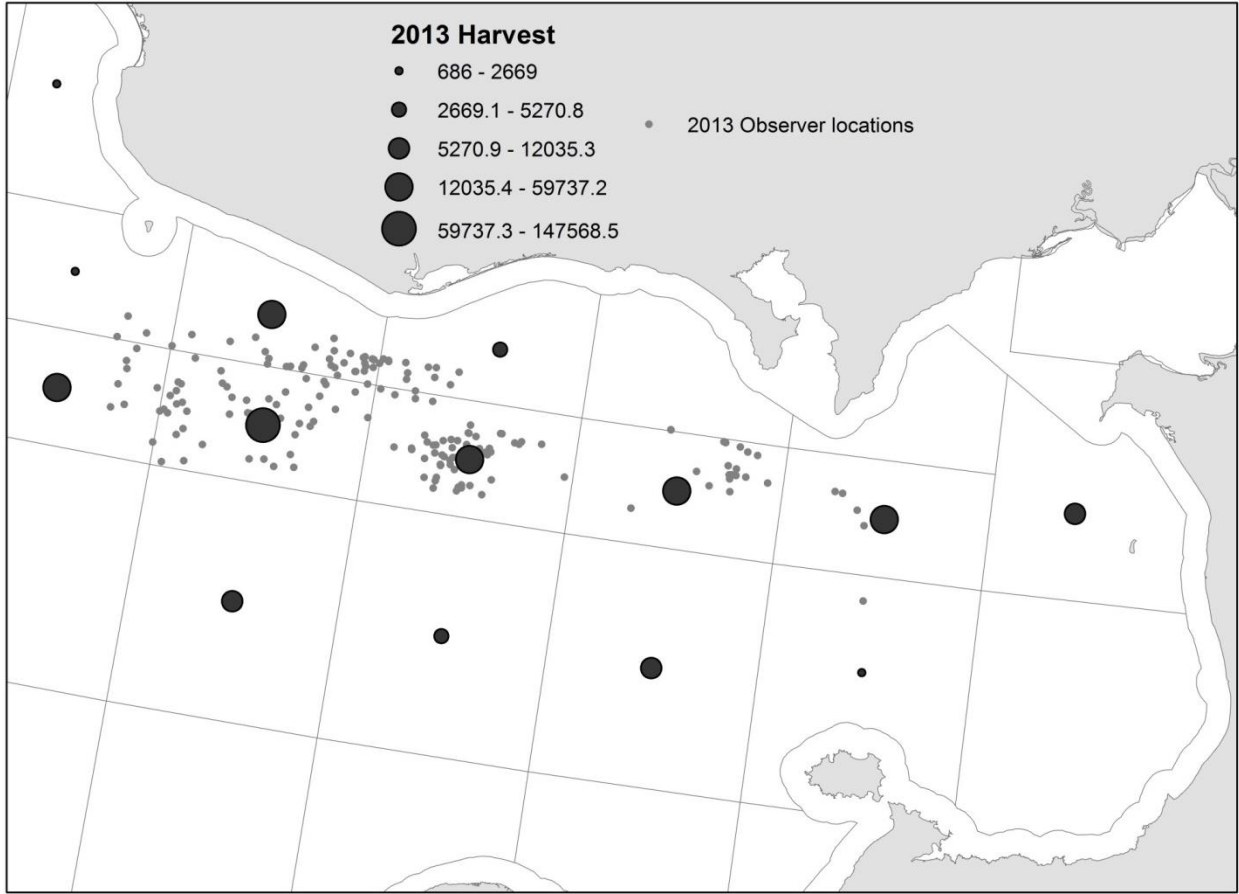 2013 Harvest
686 - 2669
2669.1 - 5270.8
5270.9 - 12035.3
12035.4 - 59737.2
59737.3 - 147568.5
2013 Observer locations